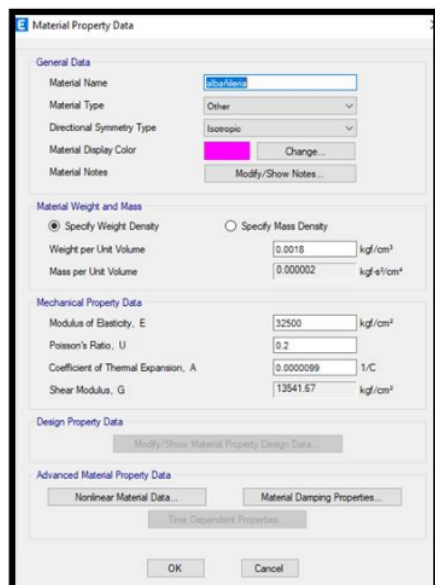 E Material Property Data
General Data
Material Name albañileria
Material Type Other
Directional Symmetry Type Isotropic
Material Display Color Change...
Material Notes Modify/Show Notes...
Material Weight and Mass
Specify Weight Density Specify Mass Density
Weight per Unit Volume 0.0018 kgf/cm³
Mass per Unit Volume 0.000002 kgf-s²/cm⁴
Mechanical Property Data
Modulus of Elasticity, E 32500 kgf/cm²
Poisson's Ratio, U 0.2
Coefficient of Thermal Expansion, A 0.0000099 1/C
Shear Modulus, G 13541.67 kgf/cm²
Design Property Data
Modify/Show Material Property Design Data...
Advanced Material Property Data
Nonlinear Material Data... Material Damping Properties...
Time Dependent Properties...
OK Cancel